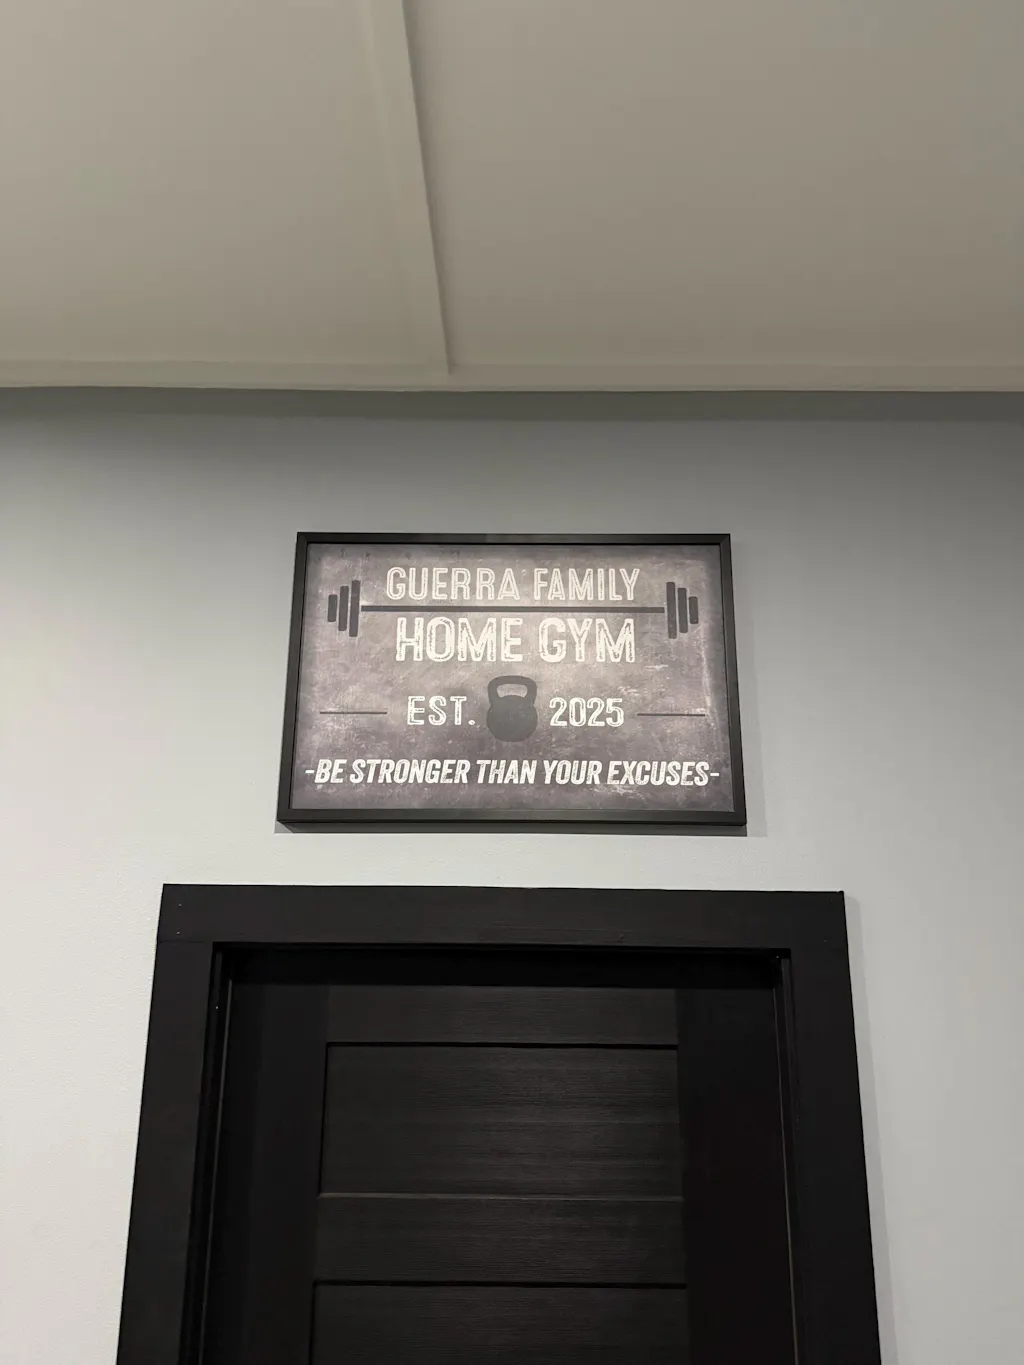 GUERRA FAMILY
HOME GYM
EST. 2025
-BE STRONGER THAN YOUR EXCUSES-